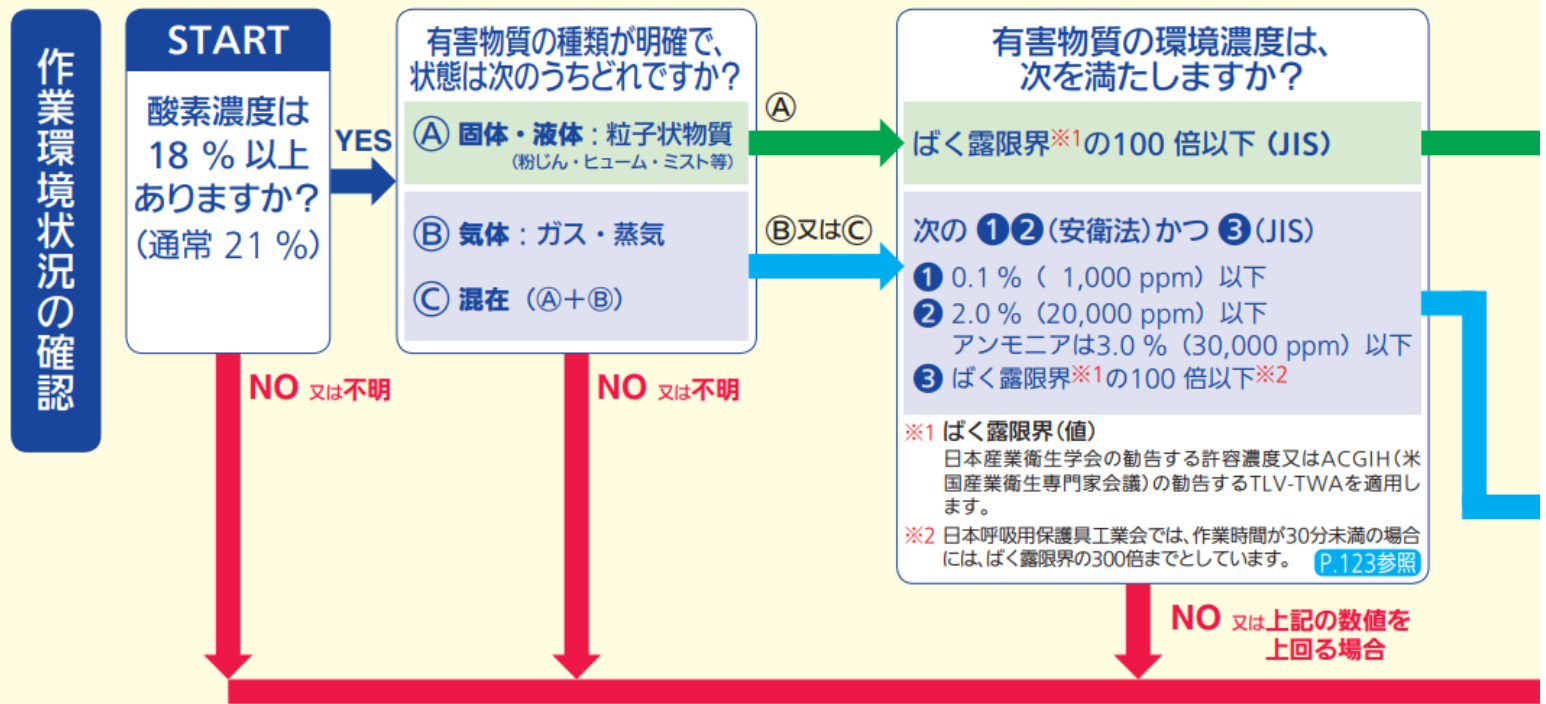 作業環境状況の確認
START
酸素濃度は
18 % 以上
ありますか?
(通常 21 %)
YES
NO 又は不明
有害物質の種類が明確で、
状態は次のうちどれですか?
Ⓐ 固体・液体 : 粒子状物質
(粉じん・ヒューム・ミスト等)
Ⓑ 気体 : ガス・蒸気
Ⓒ 混在 (Ⓐ+Ⓑ)
Ⓐ
Ⓑ又はⒸ
NO 又は不明
有害物質の環境濃度は、
次を満たしますか?
ばく露限界※1の100 倍以下 (JIS)
次の ❶❷(安衛法)かつ ❸(JIS)
❶ 0.1 % ( 1,000 ppm) 以下
❷ 2.0 % (20,000 ppm) 以下
アンモニアは3.0 % (30,000 ppm) 以下
❸ ばく露限界※1の100 倍以下※2
※1 ばく露限界(値)
日本産業衛生学会の勧告する許容濃度又はACGIH(米
国産業衛生専門家会議)の勧告するTLV-TWAを適用し
ます。
※2 日本呼吸用保護具工業会では、作業時間が30分未満の場合
には、ばく露限界の300倍までとしています。 P.123参照
NO 又は上記の数値を
上回る場合